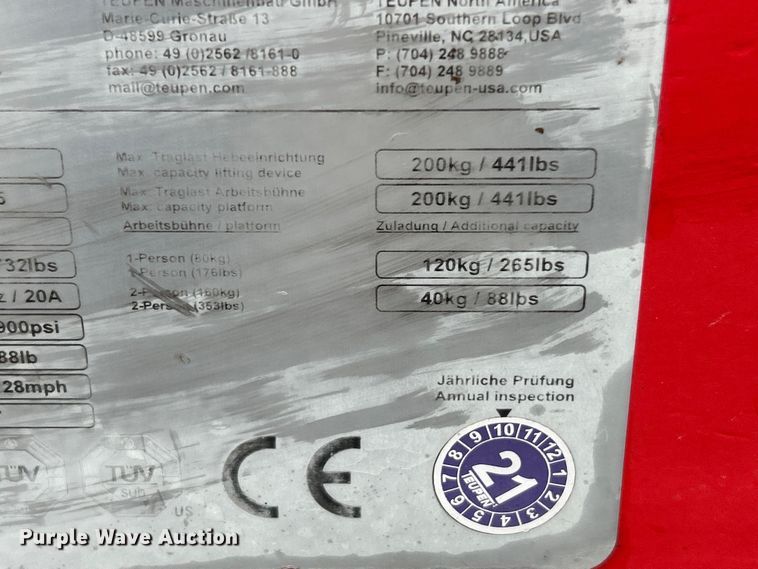 TEUPEN Maschinenbau GmbH
Marie-Curie-Straße 13
D-48599 Gronau
phone: 49 (0)2562 /8161-0
fax: 49 (0)2562 / 8161-888
mail@teupen.com
TEUPEN North America
10701 Southern Loop Blvd
Pineville, NC 28134,USA
P: (704) 248 9888
F: (704) 248 9889
info@teupen-usa.com
Max. Traglast Hebeeinrichtung
Max. capacity lifting device
200kg / 441lbs
Max. Traglast Arbeitsbühne
Max. capacity platform
200kg / 441lbs
Arbeitsbühne / platform
Zuladung / Additional capacity
1-Person (80kg)
1-Person (176lbs)
120kg / 265lbs
2-Person (160kg)
2-Person (353lbs)
40kg / 88lbs
5
732lbs
z / 20A
900psi
88lb
28mph
Jährliche Prüfung
Annual inspection
1 2 3 4 5 6 7 8 9 10 11 12
21
TEUPEN
TÜV
TÜV
SÜD
US
CE
Purple Wave Auction